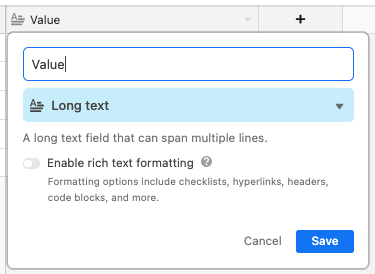 Value
+
Value
Long text
A long text field that can span multiple lines.
Enable rich text formatting ?
Formatting options include checklists, hyperlinks, headers,
code blocks, and more.
Cancel Save